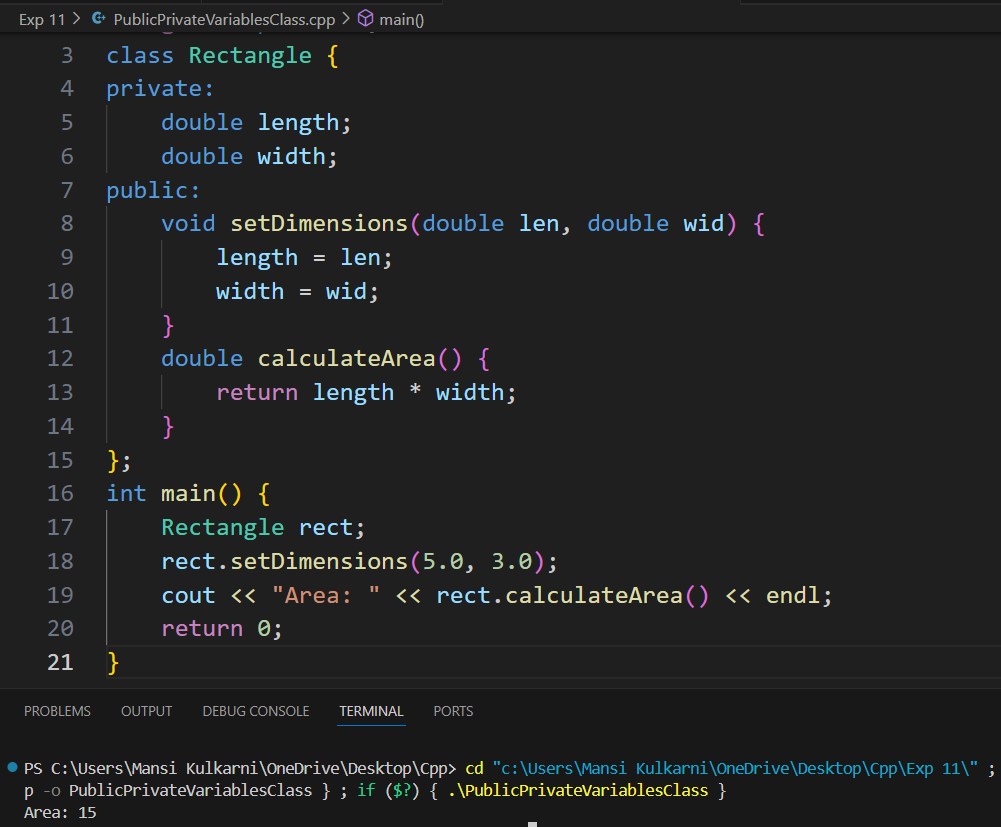 Exp 11 > PublicPrivateVariablesClass.cpp > main()
3 class Rectangle {
4 private:
5     double length;
6     double width;
7 public:
8     void setDimensions(double len, double wid) {
9         length = len;
10         width = wid;
11     }
12     double calculateArea() {
13         return length * width;
14     }
15 };
16 int main() {
17     Rectangle rect;
18     rect.setDimensions(5.0, 3.0);
19     cout << "Area: " << rect.calculateArea() << endl;
20     return 0;
21 }
PROBLEMS OUTPUT DEBUG CONSOLE TERMINAL PORTS
PS C:\Users\Mansi Kulkarni\OneDrive\Desktop\Cpp> cd "c:\Users\Mansi Kulkarni\OneDrive\Desktop\Cpp\Exp 11\" ;
p -o PublicPrivateVariablesClass } ; if ($?) { .\PublicPrivateVariablesClass }
Area: 15